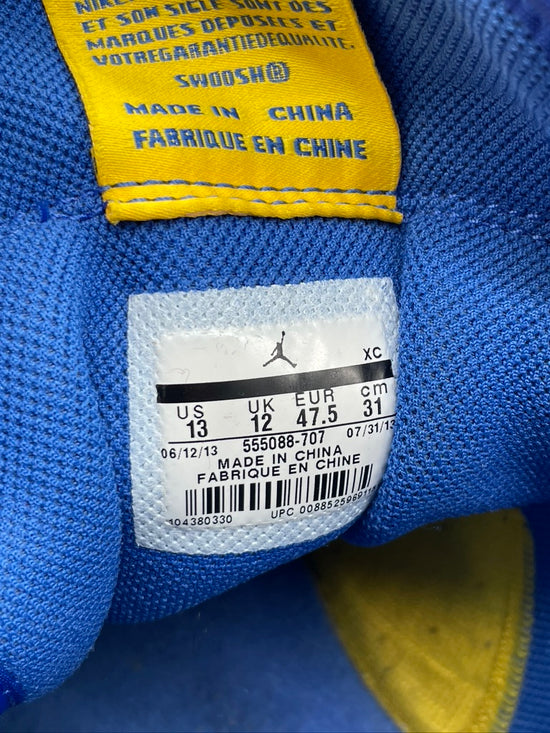 NIKE
ET SON SIGLE SONT DES
MARQUES DEPOSEES ET
VOTREGARANTIEDEQUALITE.
SWOOSH®
MADE IN CHINA
FABRIQUE EN CHINE
XC
US UK EUR cm
13 12 47.5 31
06/12/13 555088-707 07/31/13
MADE IN CHINA
FABRIQUE EN CHINE
104380330 UPC